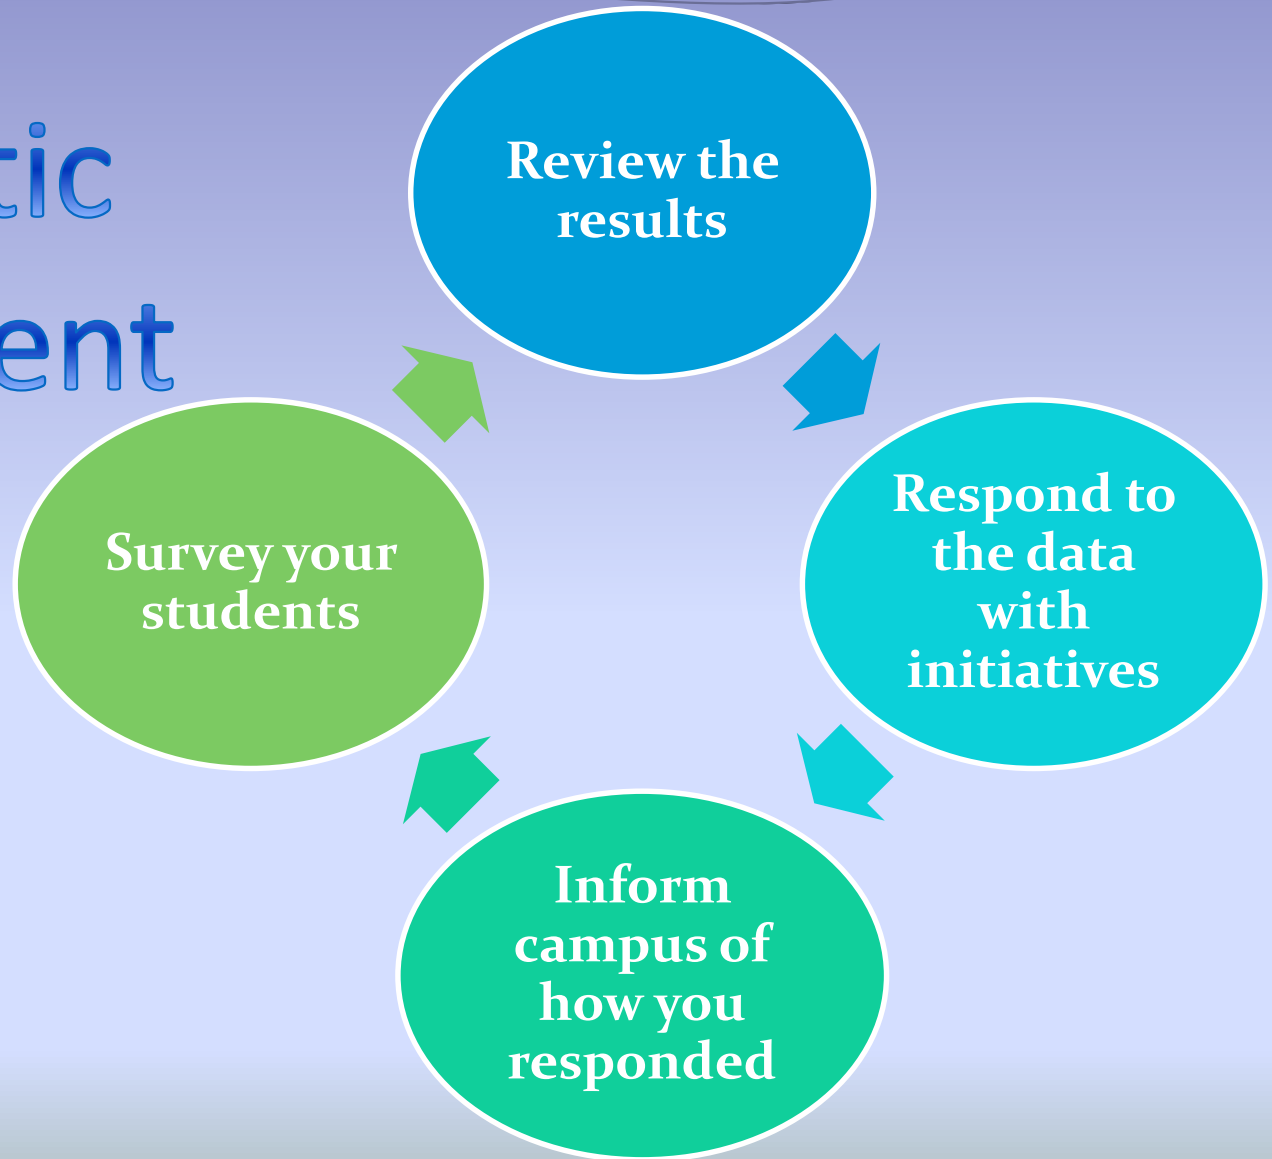 tic
ent
Review the
results
Respond to
the data
with
initiatives
Inform
campus of
how you
responded
Survey your
students